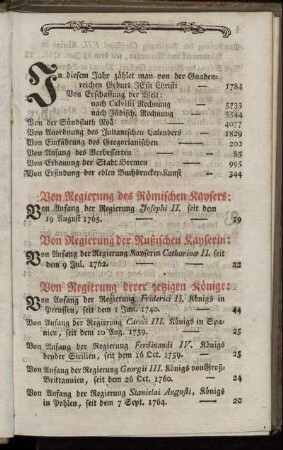 In diesem Jahr zählet man von der Gnaden-
reichen Geburt JEsu Christi — 1784
Von Erschaffung der Welt:
nach Calvisii Rechnung — 5733
nach Jüdisch. Rechnung — 5544
Von der Sündfluth Noä — 4077
Von Anordnung des Julianischen Calenders — 1829
Von Einführung des Gregorianischen — 202
Von Anfang des Verbesserten — 85
Von Erbauung der Stadt Bremen — 995
Von Erfindung der edlen Buchdrucker-Kunst — 344
Von Regierung des Römischen Kaysers:
Von Anfang der Regierung Josephi II. seit dem
19 August 1765. — 19
Von Regierung der Rußischen Kayserin:
Von Anfang der Regierung Kayserin Catharinæ II. seit
dem 9 Jul. 1762. — 22
Von Regierung derer jetzigen Könige:
Von Anfang der Regierung Friderici II. Königs in
Preussen, seit dem 1 Jun. 1740. — 44
Von Anfang der Regierung Caroli III. Königs in Spa-
nien, seit dem 10 Aug. 1759. — 25
Von Anfang der Regierung Ferdinandi IV. Königs
beyder Sicilien, seit dem 16 Oct. 1759. — 25
Von Anfang der Regierung Georgii III. Königs von Groß-
Brittannien, seit dem 26 Oct. 1760. — 24
Von Anfang der Regierung Stanislai Augusti, Königs
in Pohlen, seit dem 7 Sept. 1764. — 20